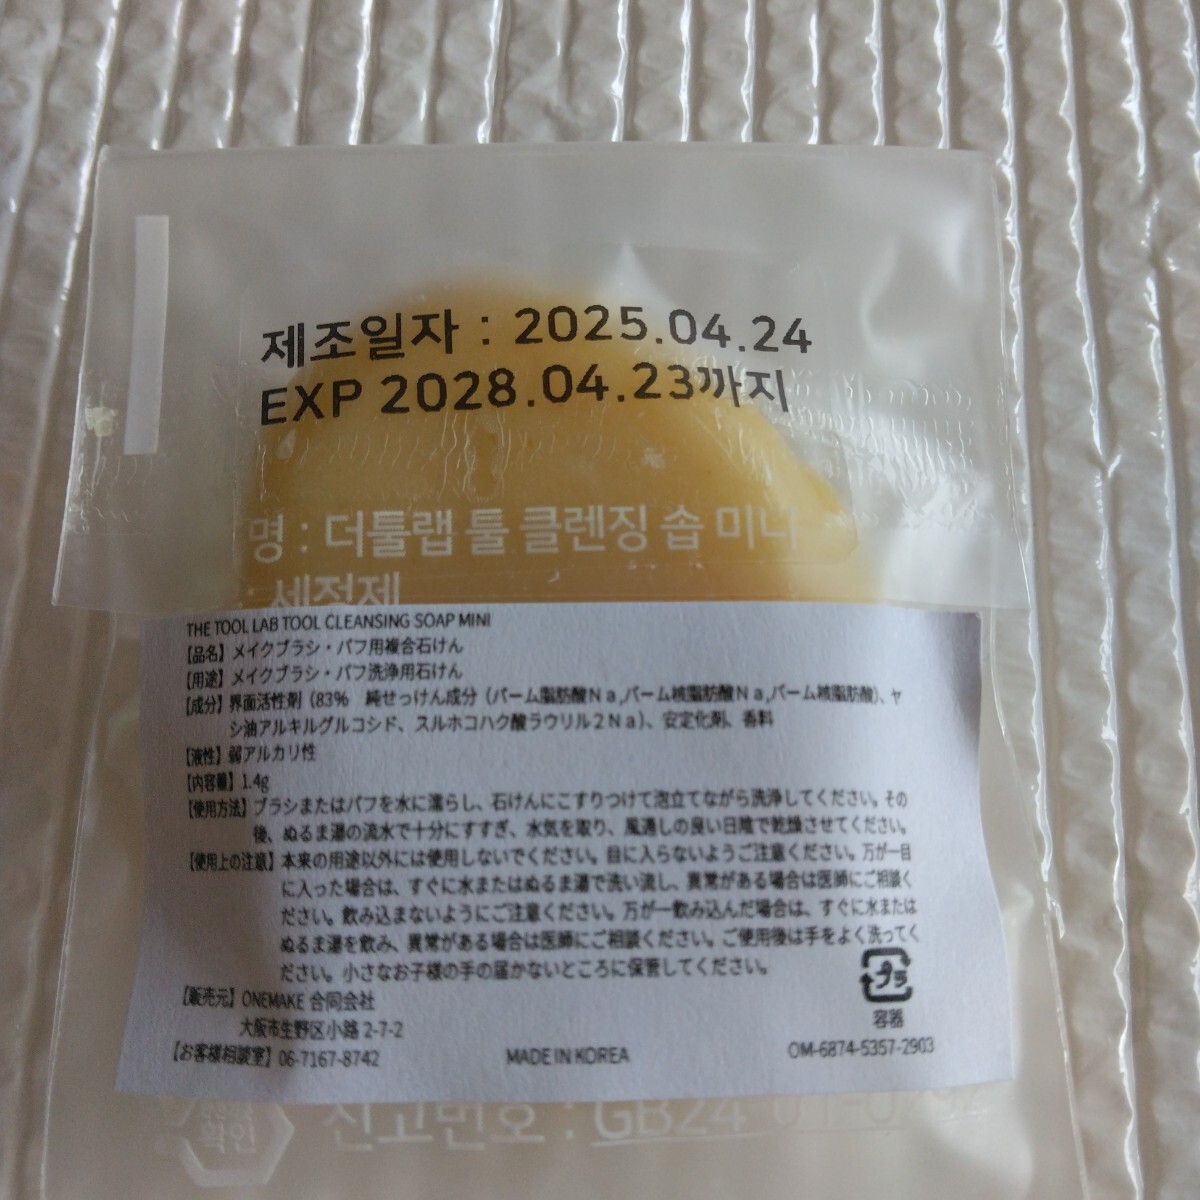 제조일자 : 2025.04.24
EXP 2028.04.23까지
명 : 더툴랩 툴 클렌징 솝 미니
: 세정제
THE TOOL LAB TOOL CLEANSING SOAP MINI
【品名】メイクブラシ・パフ用複合石けん
【用途】メイクブラシ・パフ洗浄用石けん
【成分】界面活性剤（83%　純せっけん成分（パーム脂肪酸Ｎａ,パーム核脂肪酸Ｎａ,パーム核脂肪酸）、ヤ
シ油アルキルグルコシド、スルホコハク酸ラウリル２Ｎａ）、安定化剤、香料
【液性】弱アルカリ性
【内容量】1.4g
【使用方法】ブラシまたはパフを水に濡らし、石けんにこすりつけて泡立てながら洗浄してください。その
後、ぬるま湯の流水で十分にすすぎ、水気を取り、風通しの良い日陰で乾燥させてください。
【使用上の注意】本来の用途以外には使用しないでください。目に入らないようご注意ください。万が一目
に入った場合は、すぐに水またはぬるま湯で洗い流し、異常がある場合は医師にご相談く
ださい。飲み込まないようにご注意ください。万が一飲み込んだ場合は、すぐに水または
ぬるま湯を飲み、異常がある場合は医師にご相談ください。ご使用後は手をよく洗ってく
ださい。小さなお子様の手の届かないところに保管してください。
プラ
容器
【販売元】ONEMAKE 合同会社
大阪市生野区小路 2-7-2
【お客様相談室】06-7167-8742 MADE IN KOREA OM-6874-5357-2903
확인 신고번호 : GB24